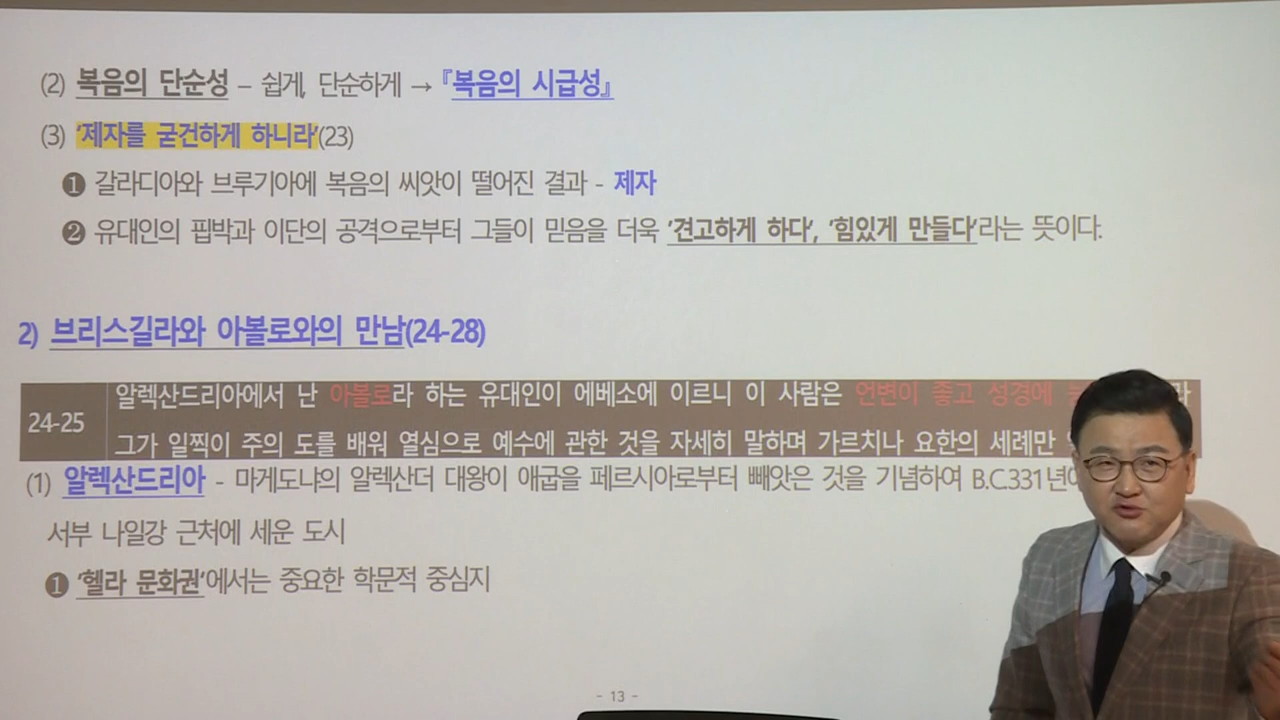 (2) 복음의 단순성 – 쉽게, 단순하게 → 『복음의 시급성』
(3) '제자를 굳건하게 하니라'(23)
❶ 갈라디아와 브루기아에 복음의 씨앗이 떨어진 결과 - 제자
❷ 유대인의 핍박과 이단의 공격으로부터 그들이 믿음을 더욱 '견고하게 하다', '힘있게 만들다'라는 뜻이다.
2) 브리스길라와 아볼로와의 만남(24-28)
24-25
알렉산드리아에서 난 아볼로라 하는 유대인이 에베소에 이르니 이 사람은 언변이 좋고 성경에
그가 일찍이 주의 도를 배워 열심으로 예수에 관한 것을 자세히 말하며 가르치나 요한의 세례만
(1) 알렉산드리아 - 마게도냐의 알렉산더 대왕이 애굽을 페르시아로부터 빼앗은 것을 기념하여 B.C.331년에
서부 나일강 근처에 세운 도시
❶ '헬라 문화권'에서는 중요한 학문적 중심지
- 13 -